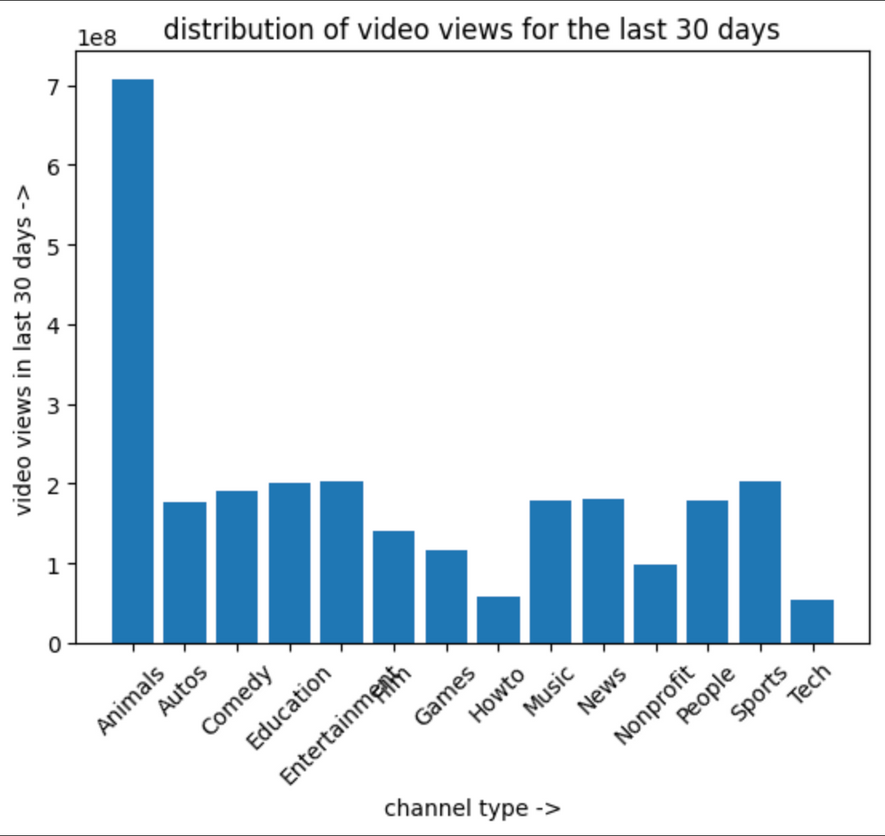 distribution of video views for the last 30 days
1e8
7
6
5
4
3
2
1
0
video views in last 30 days ->
Animals
Autos
Comedy
Education
Entertainment
Film
Games
Howto
Music
News
Nonprofit
People
Sports
Tech
channel type ->